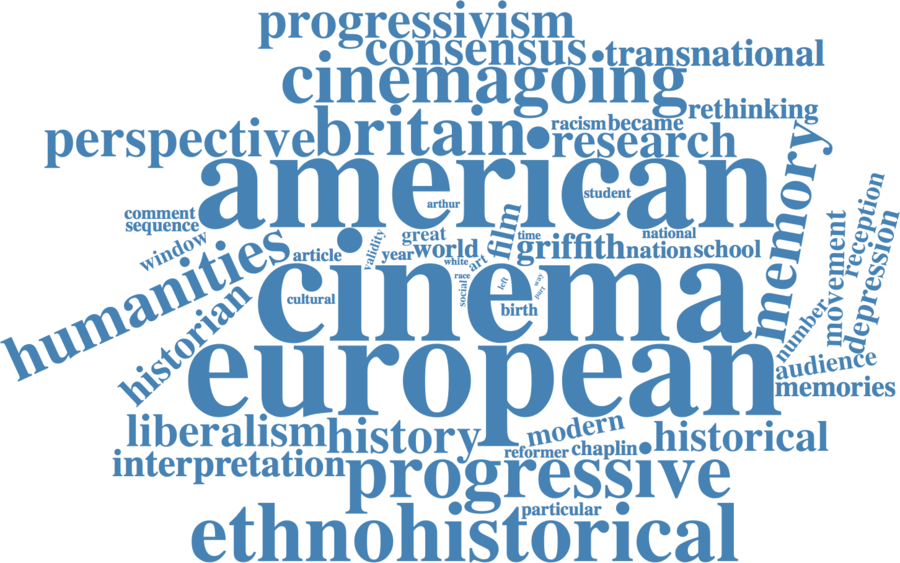 progressivism
consensus
transnational
cinemagoing
rethinking
perspective
britain
racism
became
research
american
memory
student
arthur
comment
sequence
window
humanities
article
validity
great
year
world
white
race
social
art
film
time
left
way
part
griffith
national
nation
school
movement
reception
depression
cinema
cultural
birth
historian
number
audience
memories
european
liberalism
history
modern
historical
reformer
chaplin
interpretation
progressive
particular
ethnohistorical